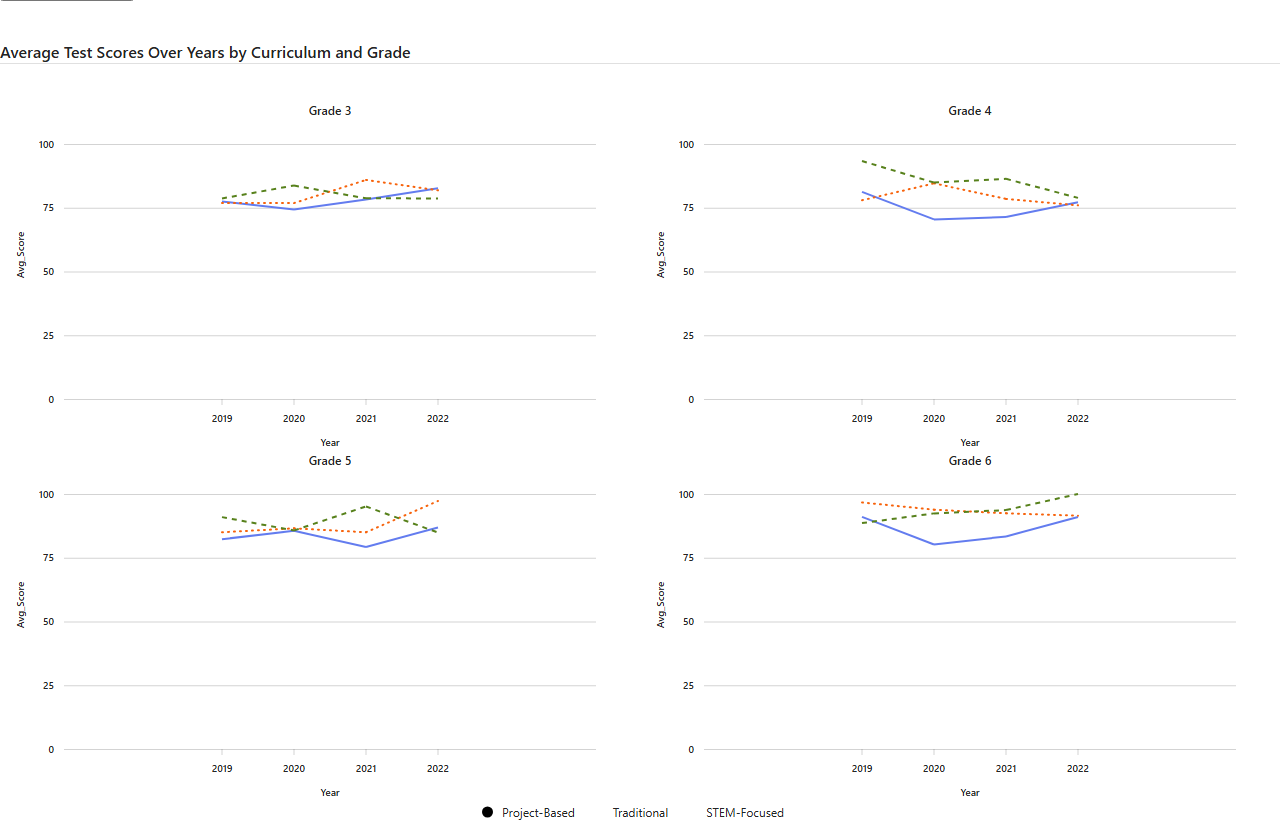 Average Test Scores Over Years by Curriculum and Grade
Grade 3
100
75
50
25
0
Avg_Score
2019 2020 2021 2022
Year
Grade 4
100
75
50
25
0
Avg_Score
2019 2020 2021 2022
Year
Grade 5
100
75
50
25
0
Avg_Score
2019 2020 2021 2022
Year
Grade 6
100
75
50
25
0
Avg_Score
2019 2020 2021 2022
Year
Project-Based Traditional STEM-Focused